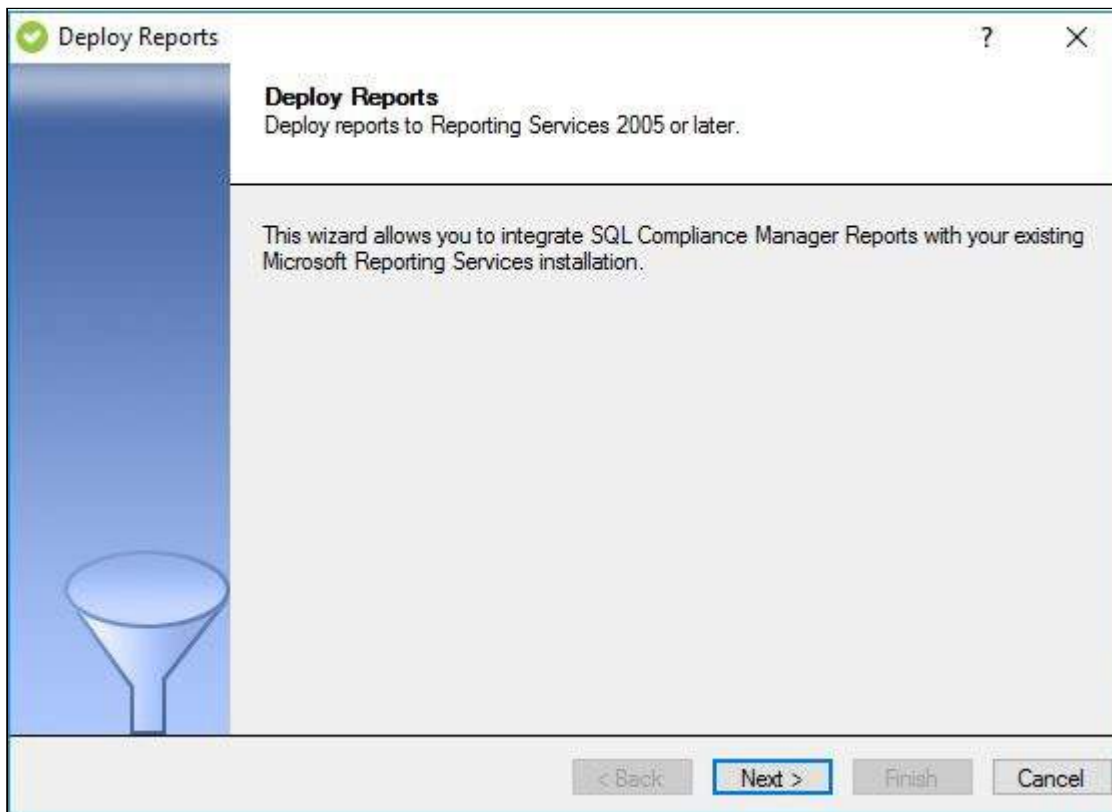 Deploy Reports
?
Deploy Reports
Deploy reports to Reporting Services 2005 or later.
This wizard allows you to integrate SQL Compliance Manager Reports with your existing
Microsoft Reporting Services installation.
< Back
Next >
Finish
Cancel